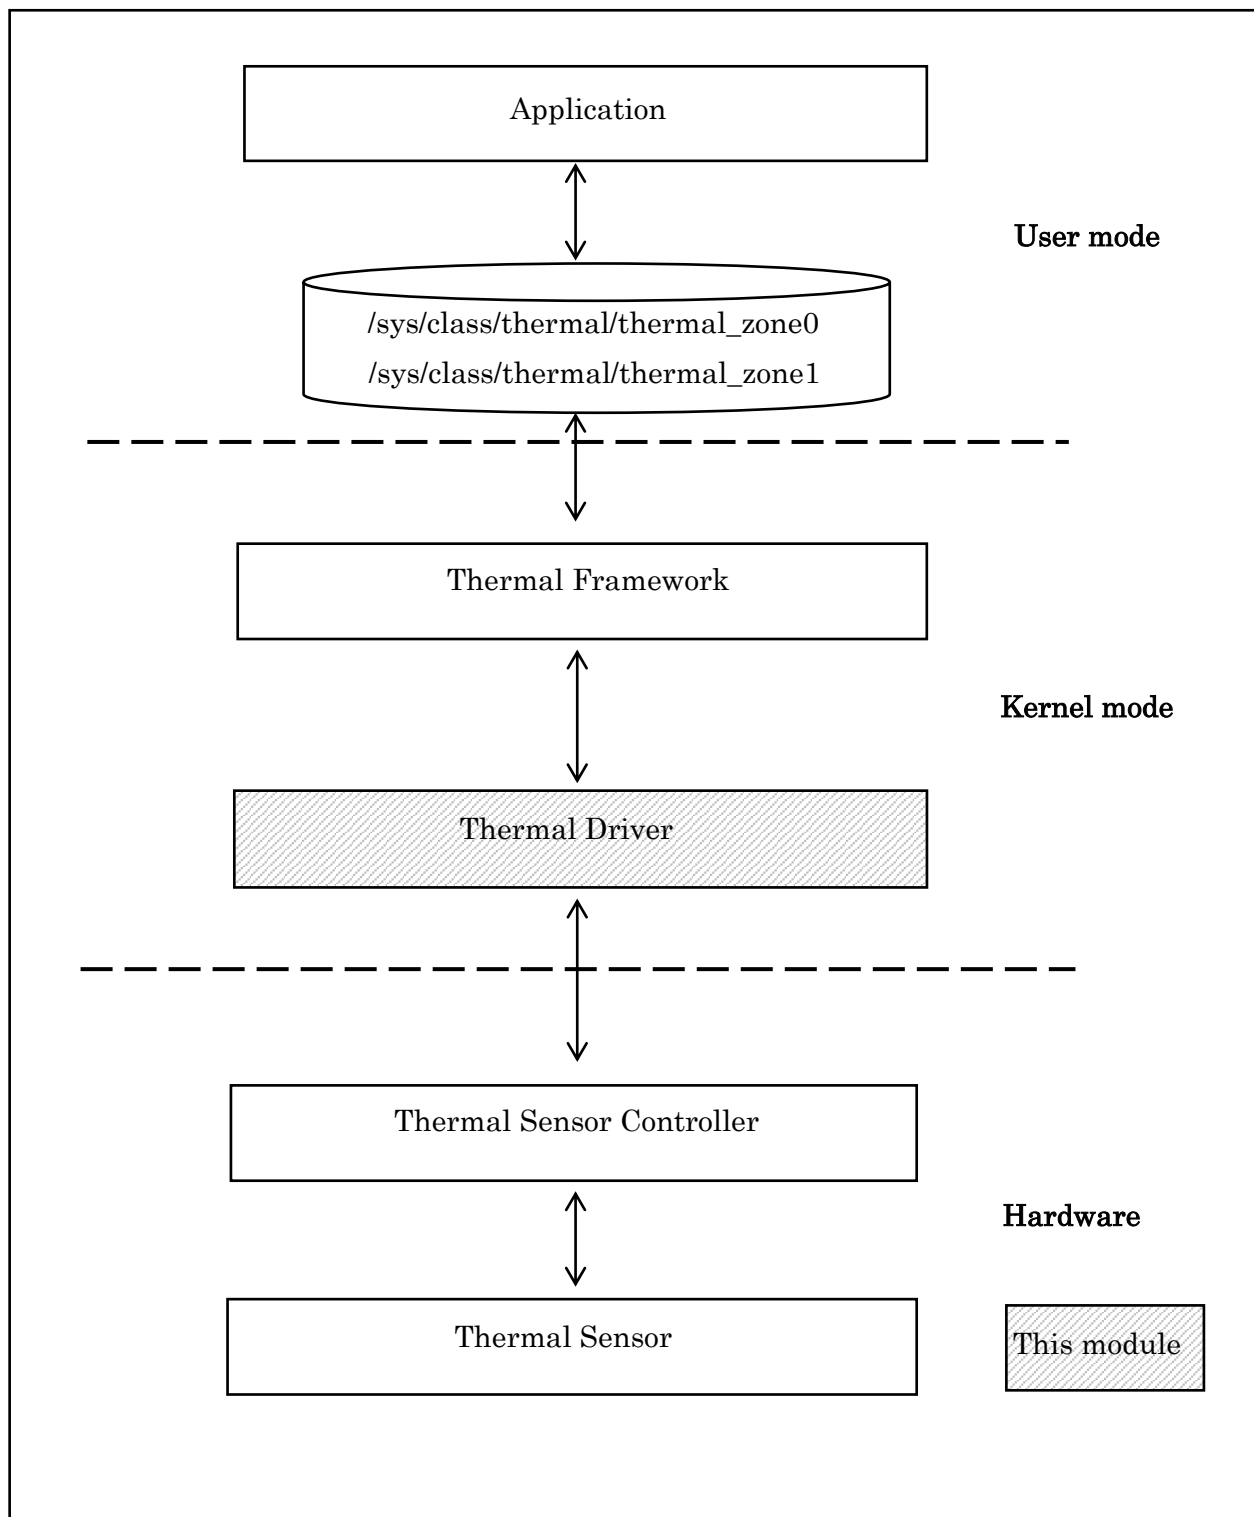 Application
User mode
/sys/class/thermal/thermal_zone0
/sys/class/thermal/thermal_zone1
Thermal Framework
Kernel mode
Thermal Driver
Thermal Sensor Controller
Hardware
Thermal Sensor
This module